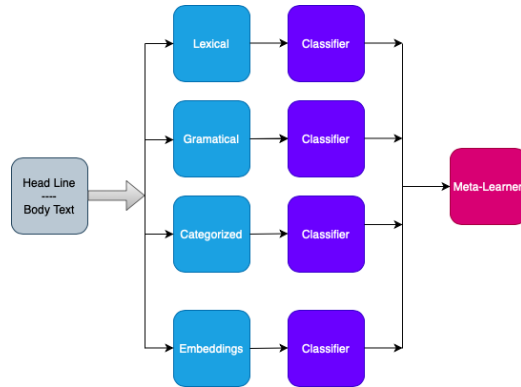 Lexical
Classifier
Gramatical
Classifier
Head Line
----
Body Text
Meta-Learner
Categorized
Classifier
Embeddings
Classifier